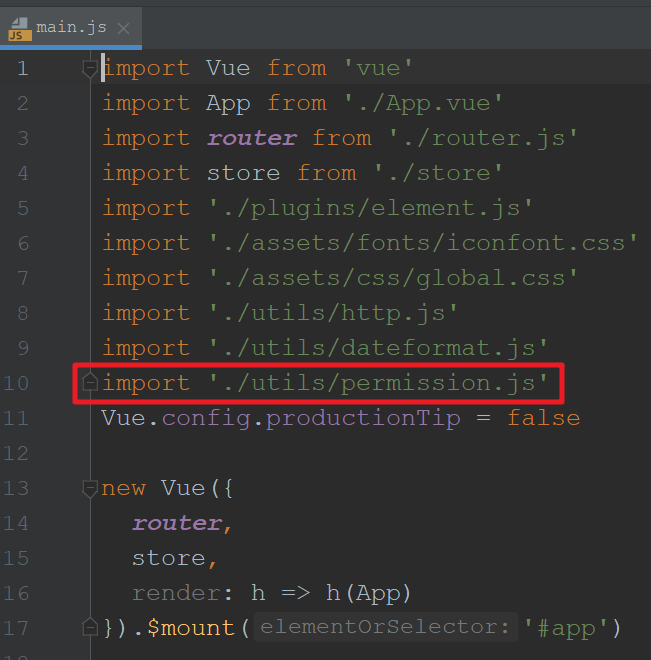 main.js
1 import Vue from 'vue'
2 import App from './App.vue'
3 import router from './router.js'
4 import store from './store'
5 import './plugins/element.js'
6 import './assets/fonts/iconfont.css'
7 import './assets/css/global.css'
8 import './utils/http.js'
9 import './utils/dateformat.js'
10 import './utils/permission.js'
11 Vue.config.productionTip = false
12
13 new Vue({
14 router,
15 store,
16 render: h => h(App)
17 }).$mount( elementOrSelector: '#app')